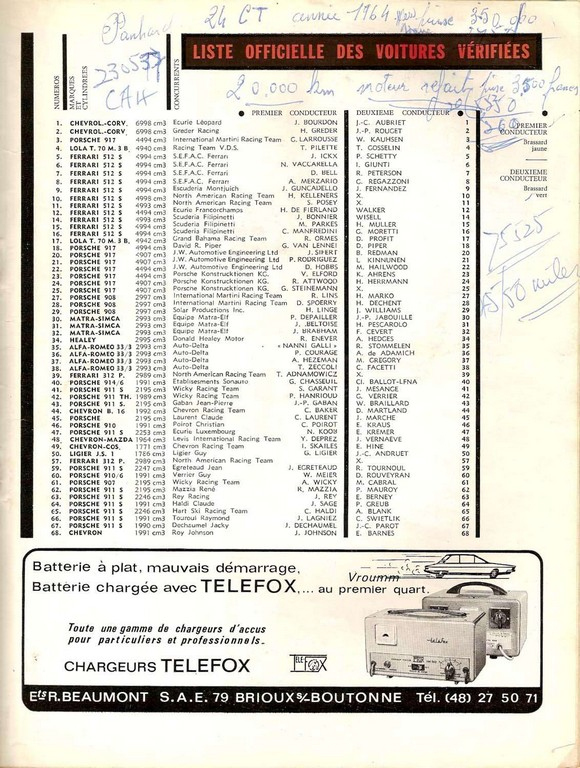 Panhard 24 CT année 1964
230537
CAH
20,000 km moteur refait
NUMEROS
MARQUES ET CYLINDREES
CONCURRENTS
LISTE OFFICIELLE DES VOITURES VÉRIFIÉES
PREMIER CONDUCTEUR DEUXIEME CONDUCTEUR
PREMIER CONDUCTEUR
Brassard jaune
DEUXIEME CONDUCTEUR
Brassard vert
1. CHEVROL.-CORV. 6998 cm3 Ecurie Léopard J. BOURDON J.-C. AUBRIET 1
2. CHEVROL.-CORV. 6998 cm3 Greder Racing H. GREDER J.-P. ROUGET 2
3. PORSCHE 917 4494 cm3 International Martini Racing Team G. LARROUSSE W. KAUHSEN 3
4. LOLA T. 70 M. 3 B 4940 cm3 Racing Team V.D.S. T. PILETTE T. GOSSELIN 4
5. FERRARI 512 S 4994 cm3 S.E.F.A.C. Ferrari J. ICKX P. SCHETTY 5
6. FERRARI 512 S 4994 cm3 S.E.F.A.C. Ferrari N. VACCARELLA I. GIUNTI 6
7. FERRARI 512 S 4994 cm3 S.E.F.A.C. Ferrari D. BELL R. PETERSON 7
8. FERRARI 512 S 4994 cm3 S.E.F.A.C. Ferrari A. MERZARIO C. REGAZZONI 8
9. FERRARI 512 S 4994 cm3 Escuderia Montjuich J. GUNCADELLO J. FERNANDEZ 9
10. FERRARI 512 S 4993 cm3 North American Racing Team H. KELLENERS X. 10
11. FERRARI 512 S 4993 cm3 North American Racing Team S. POSEY X. 11
12. FERRARI 512 S 4994 cm3 Ecurie Francorchamps H. DE FIERLAND WALKER 12
14. FERRARI 512 S 4994 cm3 Scuderia Filipinetti J. BONNIER WISELL 14
15. FERRARI 512 S 4994 cm3 Scuderia Filipinetti M. PARKES H. MULLER 15
16. FERRARI 512 S 4994 cm3 Scuderia Filipinetti C. MANFREDINI G. MORETTI 16
17. LOLA T. 70 M. 3 B. 4942 cm3 Grand Bahama Racing Team R. ORMES D. PROFIT 17
18. PORSCHE 917 4494 cm3 David R. Piper G. VAN LENNEP D. PIPER 18
20. PORSCHE 917 4907 cm3 J.W. Automotive Engineering Ltd J. SIFERT B. REDMAN 20
21. PORSCHE 917 4907 cm3 J.W. Automotive Engineering Ltd P. RODRIGUEZ L. KINNUNEN 21
22. PORSCHE 917 4494 cm3 J.W. Automotive Engineering Ltd D. HOBBS M. HAILWOOD 22
25. PORSCHE 917 4494 cm3 Porsche Konstrucktionen KG. V. ELFORD K. AHRENS 25
23. PORSCHE 917 4494 cm3 Porsche Konstruktionen KG. R. ATTWOOD H. HERRMANN 23
24. PORSCHE 917 4907 cm3 Porsche Konstruktionen KG. G. STEINEMANN X. 24
27. PORSCHE 908 2997 cm3 International Martini Racing Team R. LINS H. MARKO 27
28. PORSCHE 908 2997 cm3 International Martini Racing Team D. SPOERRY H. DECHENT 28
29. PORSCHE 908 2997 cm3 Solar Productions Inc. H. LINGE J. WILLIAMS 29
30. MATRA-SIMCA 2993 cm3 Equipe Matra-Elf P. DEPAILLER J.-P. JABOUILLE 30
31. MATRA-SIMCA 2993 cm3 Equipe Matra-Elf J. BELTOISE H. PESCAROLO 31
32. MATRA-SIMCA 2993 cm3 Equipe Matra-Elf J. BRABHAM F. CEVERT 32
34. HEALEY 2995 cm3 Donald Healey Motor R. ENEVER A. HEDGES 34
35. ALFA-ROMEO 33/3 2993 cm3 Auto-Delta « NANNI GALLI » R. STOMMELEN 35
36. ALFA-ROMEO 33/3 2993 cm3 Auto-Delta P. COURAGE A. de ADAMICH 36
37. ALFA-ROMEO 33/3 2993 cm3 Auto-Delta A. HEZEMAN M. GREGORY 37
38. ALFA-ROMEO 33/3 2993 cm3 Auto-Delta T. ZECCOLI C. FACETTI 38
39. FERRARI 312 P. 2989 cm3 North American Racing Team T. ADNAMOWICZ X. 39
40. PORSCHE 914/6 1991 cm3 Etablisesments Sonauto G. CHASSEUIL Cl. BALLOT-LFNA 40
41. PORSCHE 911 S 2195 cm3 Wicky Racing Team S. GARANT J. MESANGE 41
42. PORSCHE 911 TH. 1989 cm3 Wicky Racing Team P. HANRIOUD G. VERRIER 42
43. PORSCHE 911 S. 2195 cm3 Gaban Jean-Pierre J.-P. GABAN W. BRAILLARD 43
44. CHEVRON B. 16 1992 cm3 Chevron Racing Team C. BAKER D. MARTLAND 44
45. PORSCHE 1995 cm3 Laurent Claude C. LAURENT J. MARCHE 45
46. PORSCHE 910 1991 cm3 Poirot Christian C. POIROT E. KRAUS 46
47. PORSCHE 911 S 2253 cm3 Ecurie Luxembourg N. KOOB E. KREMER 47
48. CHEVRON-MAZDA 1964 cm3 Levis International Racing Team Y. DEPREZ J. VERNAEVE 48
49. CHEVRON-COS. 1771 cm3 Chevron Racing Team I. SKAILES E. HINE 49
50. LIGIER J.S. 1 1786 cm3 Ligier Guy G. LIGIER J.-C. ANDRUET 50
57. FERRARI 312 P. 2989 cm3 North American Racing Team X. 57
59. PORSCHE 911 S 2247 cm3 Egreteaud Jean J. EGRETEAUD R. TOURNOUL 59
60. PORSCHE 910/6 1991 cm3 Verrier Guy W. MEIER D. ROUVEYRAN 60
61. PORSCHE 907 2195 cm3 Wicky Racing Team A. WICKY M. CABRAL 61
62. PORSCHE 911 S 2195 cm3 Mazzia René R. MAZZIA P. MAUROY 62
63. PORSCHE 911 S 2246 cm3 Rey Racing J. REY E. BERNEY 63
64. PORSCHE 911 S 1991 cm3 Haldi Claude J. SAGE P. GREUB 64
65. PORSCHE 911 S 2246 cm3 Hart Ski Racing Team C. HALDI A. BLANK 65
66. PORSCHE 911 S 1991 cm3 Touroul Raymond J. LAGNIEZ C. SWIETLIK 66
67. PORSCHE 911 S 1991 cm3 Dechaumel Jacky J. DECHAUMEL J.-C. PARROT 67
68. CHEVRON 1991 cm3 Roy Johnson J. JOHNSON E. BARNES 68
Batterie à plat, mauvais démarrage,
Batterie chargée avec TELEFOX,... au premier quart.
Vroumm
Toute une gamme de chargeurs d'accus
pour particuliers et professionnels.
CHARGEURS TELEFOX
TELEFOX
telefox
Ets R. BEAUMONT S.A.E. 79 BRIOUX s/-BOUTONNE Tél. (48) 27 50 71